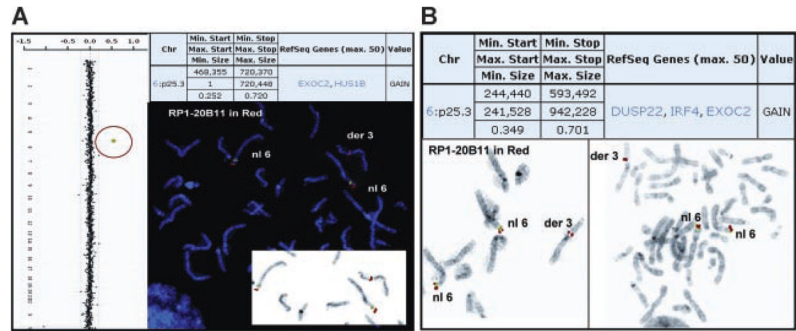 A
-1.5 -0.5 0.0 0.5 1.0
Chr Min. Start Min. Stop RefSeq Genes (max. 50) Value
Max. Start Max. Stop
Min. Size Max. Size
6:p25.3 468,355 720,370 EXOC2, HUS1B GAIN
1 720,448
0.252 0.720
RP1-20B11 in Red
der 3
nl 6
nl 6
B
Chr Min. Start Min. Stop RefSeq Genes (max. 50) Value
Max. Start Max. Stop
Min. Size Max. Size
6:p25.3 244,440 593,492 DUSP22, IRF4, EXOC2 GAIN
241,528 942,228
0.349 0.701
RP1-20B11 in Red
nl 6
der 3
nl 6
der 3
nl 6
nl 6